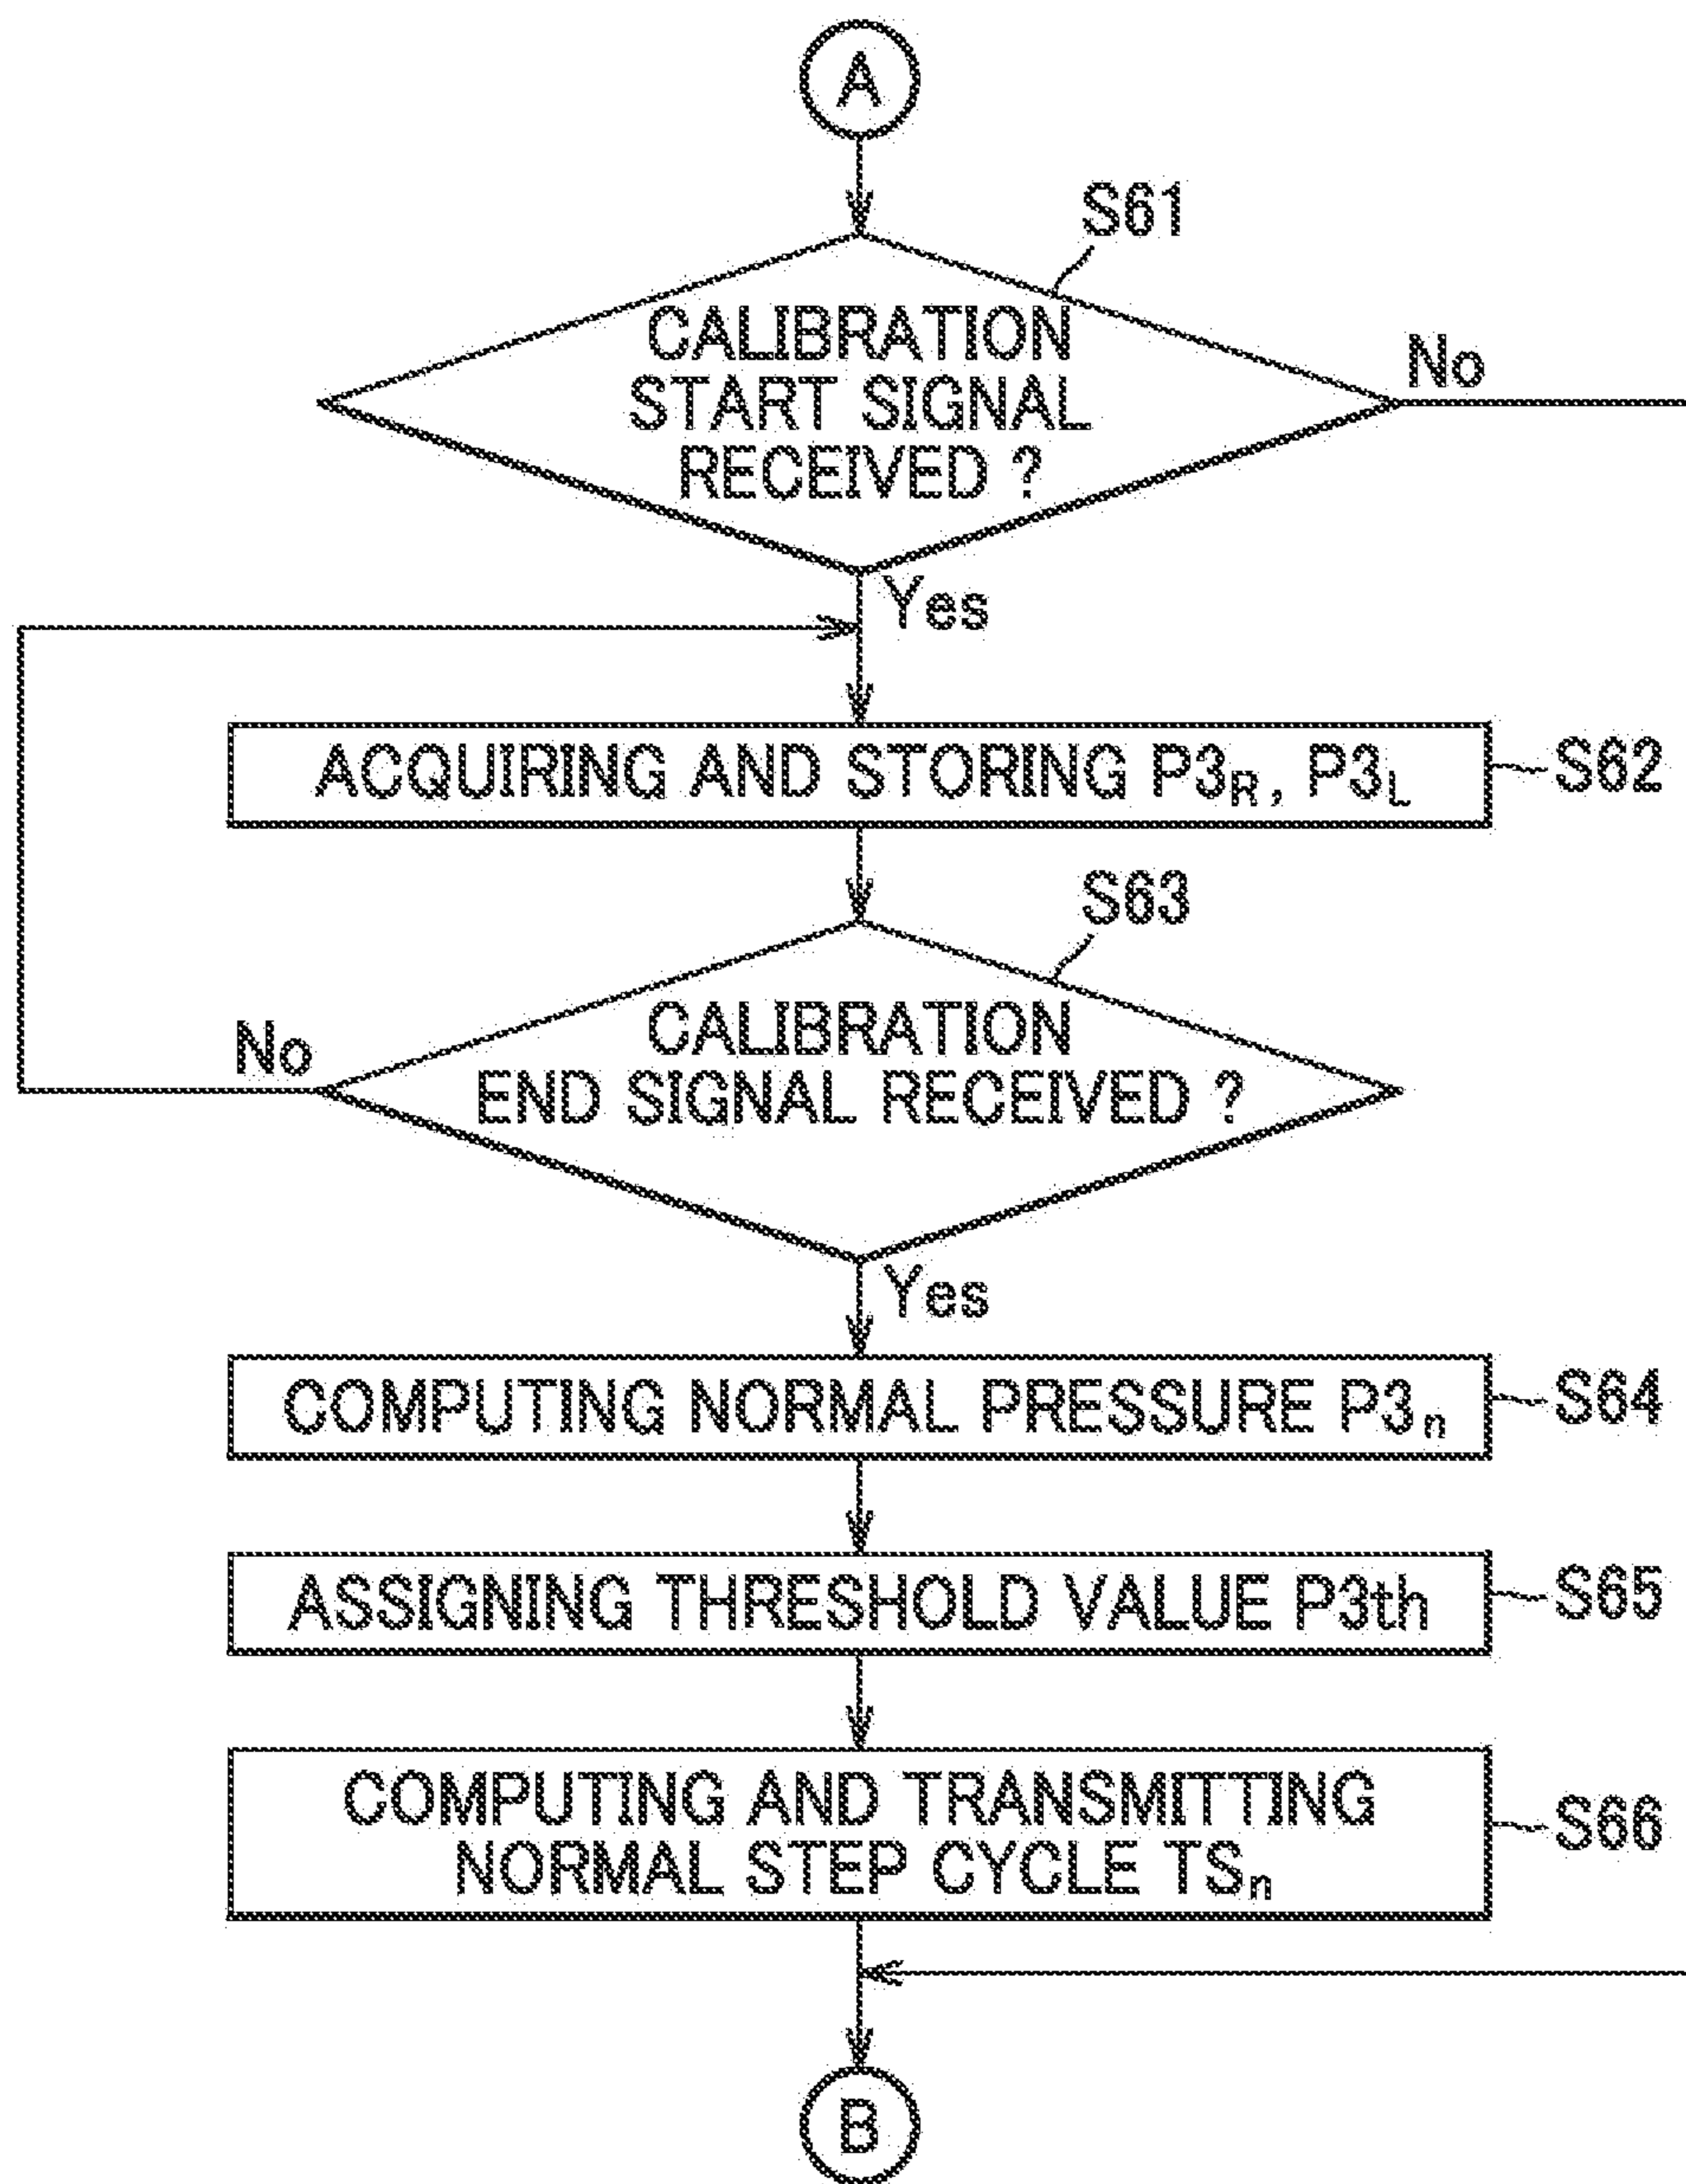 A
S61
CALIBRATION
START SIGNAL
RECEIVED ?
No
Yes
ACQUIRING AND STORING P3R, P3L
S62
S63
CALIBRATION
END SIGNAL RECEIVED ?
No
Yes
COMPUTING NORMAL PRESSURE P3n
S64
ASSIGNING THRESHOLD VALUE P3th
S65
COMPUTING AND TRANSMITTING
NORMAL STEP CYCLE TSn
S66
B